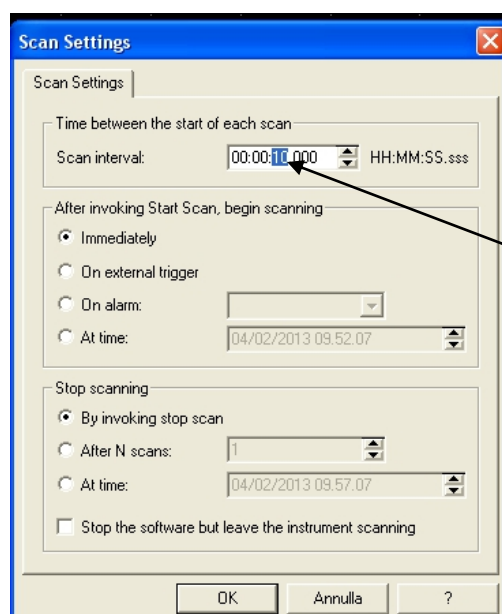 Scan Settings
Scan Settings
Time between the start of each scan
Scan interval: 00:00:10.000 HH:MM:SS.sss
After invoking Start Scan, begin scanning
Immediately
On external trigger
On alarm:
At time: 04/02/2013 09.52.07
Stop scanning
By invoking stop scan
After N scans: 1
At time: 04/02/2013 09.57.07
Stop the software but leave the instrument scanning
OK Annulla ?